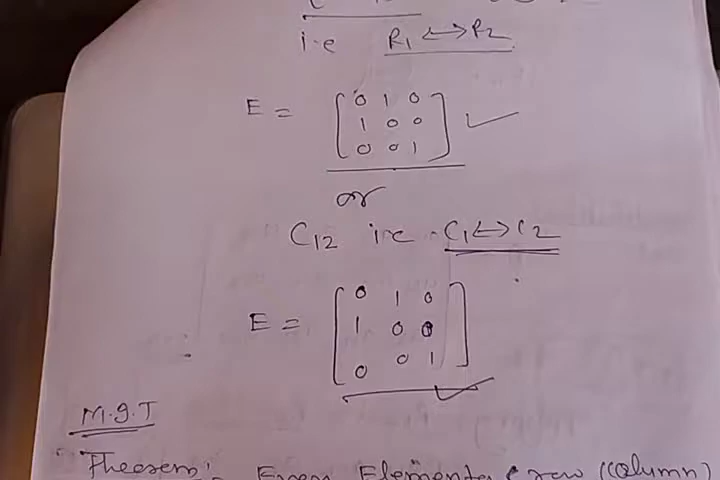 i.e R1 ↔ R2
E = [0 1 0
1 0 0
0 0 1]
or
C12 i.e. C1 ↔ C2
E = [0 1 0
1 0 0
0 0 1]
M.g.T
Theorem :- Every Elementary row (column)